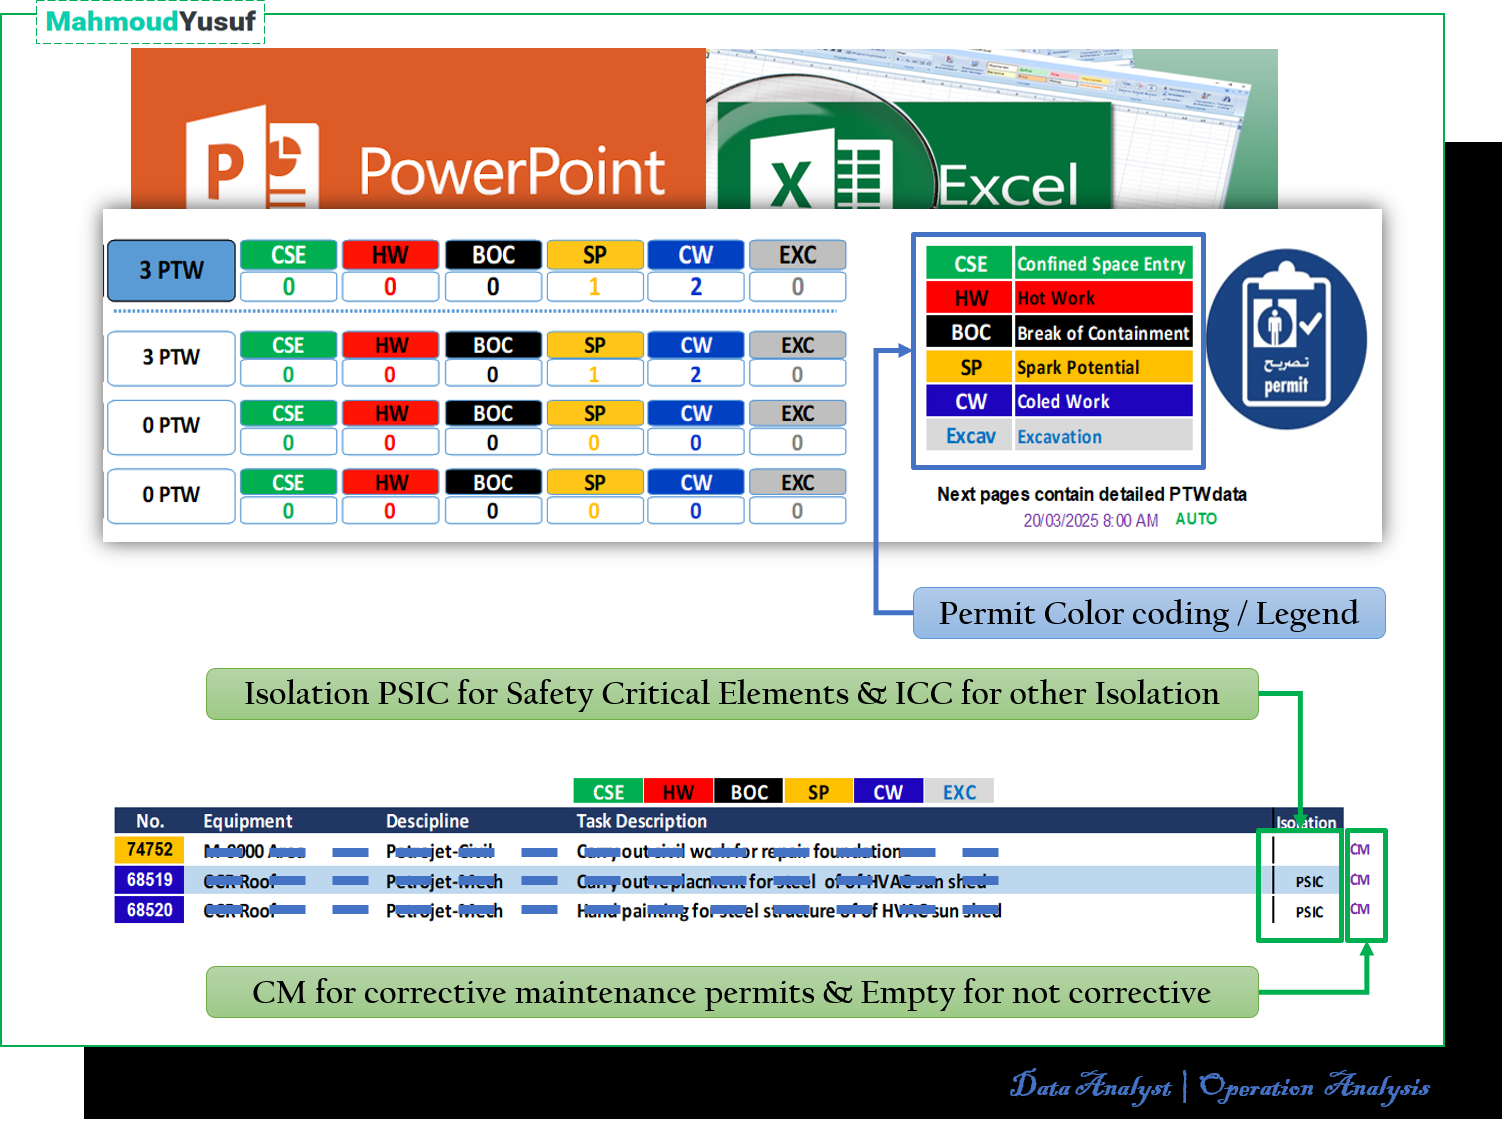 MahmoudYusuf
PowerPoint
Excel
3 PTW CSE HW BOC SP CW EXC
0 0 0 1 2 0
3 PTW CSE HW BOC SP CW EXC
0 0 0 1 2 0
0 PTW CSE HW BOC SP CW EXC
0 0 0 0 0 0
0 PTW CSE HW BOC SP CW EXC
0 0 0 0 0 0
CSE Confined Space Entry
HW Hot Work
BOC Break of Containment
SP Spark Potential
CW Coled Work
Excav Excavation
تصريح
permit
Next pages contain detailed PTWdata
20/03/2025 8:00 AM AUTO
Permit Color coding / Legend
Isolation PSIC for Safety Critical Elements & ICC for other Isolation
CSE HW BOC SP CW EXC
No. Equipment Descipline Task Description Isolation
74752 Petrojet-Civil Carry out civil work for repair foundation CM
68519 CCR Roof Petrojet-Mech Carry out replacment for steel of of HVAC sun shed PSIC CM
68520 CCR Roof Petrojet-Mech Hand painting for steel structure of of HVAC sun shed PSIC CM
CM for corrective maintenance permits & Empty for not corrective
Data Analyst | Operation Analysis